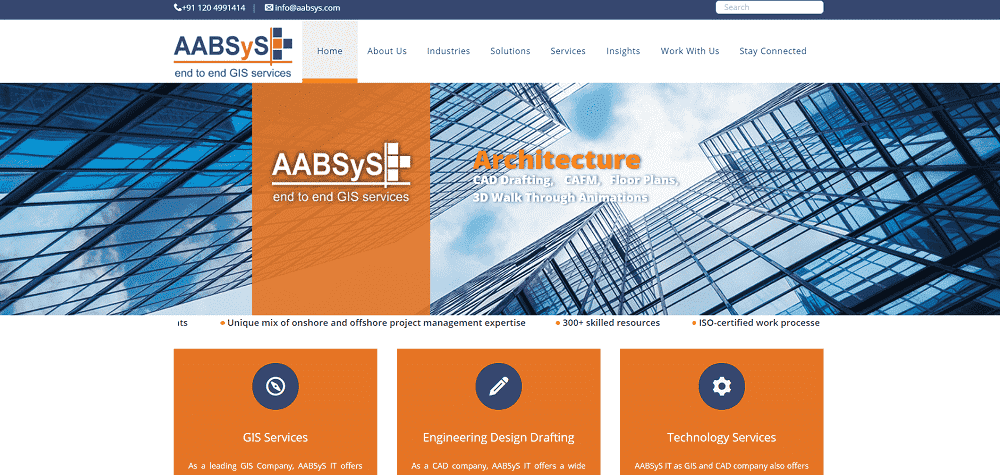 +91 120 4991414 | info@aabsys.com
Search
AABSyS
end to end GIS services
Home About Us Industries Solutions Services Insights Work With Us Stay Connected
AABSyS
end to end GIS services
Architecture
CAD Drafting, CAFM, Floor Plans,
3D Walk Through Animations
nts • Unique mix of onshore and offshore project management expertise • 300+ skilled resources • ISO-certified work processe
GIS Services
As a leading GIS Company, AABSyS IT offers
Engineering Design Drafting
As a CAD company, AABSyS IT offers a wide
Technology Services
AABSyS IT as GIS and CAD company also offers